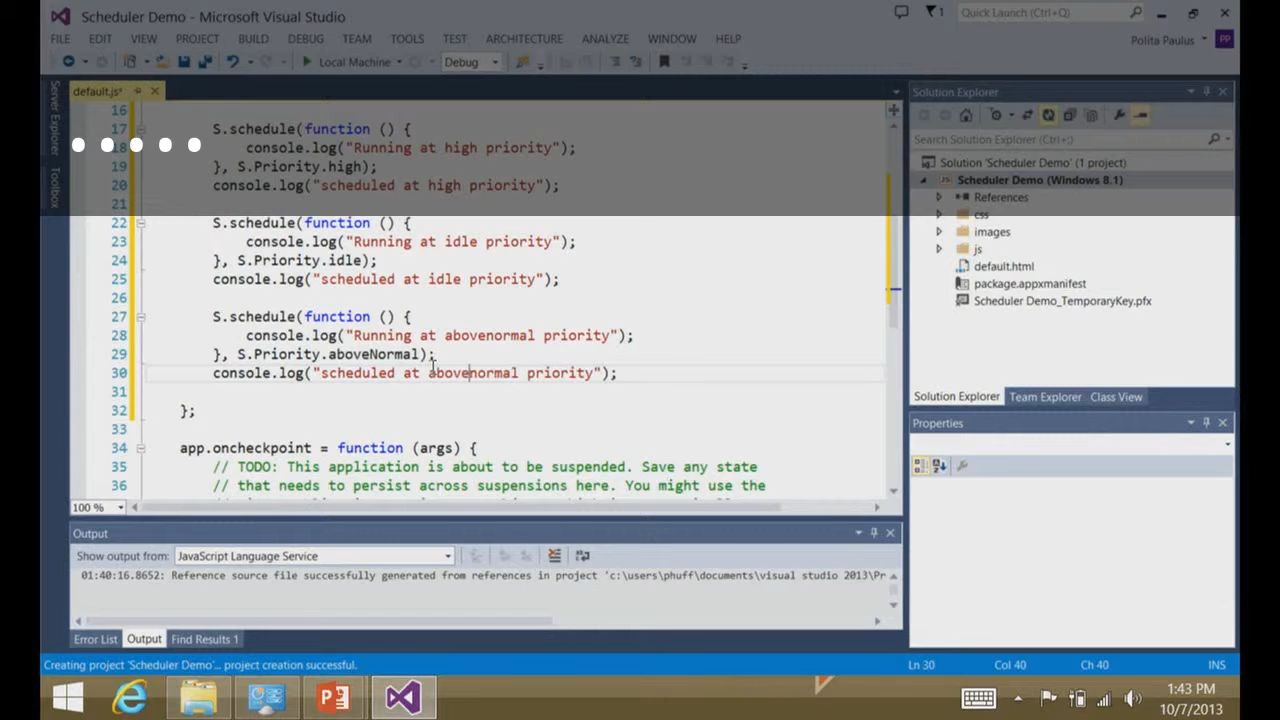 Scheduler Demo - Microsoft Visual Studio
1
Quick Launch (Ctrl+Q)
FILE EDIT VIEW PROJECT BUILD DEBUG TEAM TOOLS TEST ARCHITECTURE ANALYZE WINDOW HELP
Polita Paulus PP
Local Machine
Debug
Server Explorer
Toolbox
default.js*
16
17 S.schedule(function () {
18 console.log("Running at high priority");
19 }, S.Priority.high);
20 console.log("scheduled at high priority");
21
22 S.schedule(function () {
23 console.log("Running at idle priority");
24 }, S.Priority.idle);
25 console.log("scheduled at idle priority");
26
27 S.schedule(function () {
28 console.log("Running at abovenormal priority");
29 }, S.Priority.aboveNormal);
30 console.log("scheduled at abovenormal priority");
31
32 };
33
34 app.oncheckpoint = function (args) {
35 // TODO: This application is about to be suspended. Save any state
36 // that needs to persist across suspensions here. You might use the
100 %
Solution Explorer
Search Solution Explorer (Ctrl+;)
Solution 'Scheduler Demo' (1 project)
JS Scheduler Demo (Windows 8.1)
References
css
images
js
default.html
package.appxmanifest
Scheduler Demo_TemporaryKey.pfx
Solution Explorer Team Explorer Class View
Properties
Output
Show output from: JavaScript Language Service
01:40:16.8652: Reference source file successfully generated from references in project 'c:\users\phuff\documents\visual studio 2013\Pr
Error List Output Find Results 1
Creating project 'Scheduler Demo'... project creation successful.
Ln 30 Col 40 Ch 40 INS
1:43 PM
10/7/2013